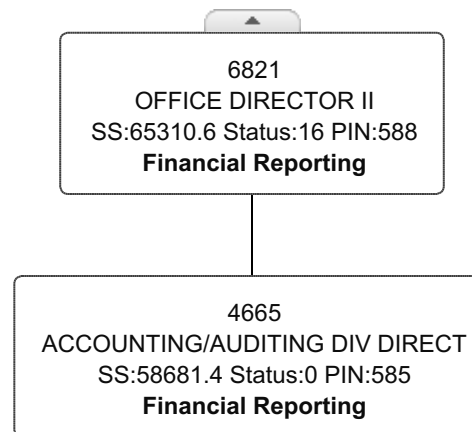 6821
OFFICE DIRECTOR II
SS:65310.6 Status:16 PIN:588
Financial Reporting
4665
ACCOUNTING/AUDITING DIV DIRECT
SS:58681.4 Status:0 PIN:585
Financial Reporting